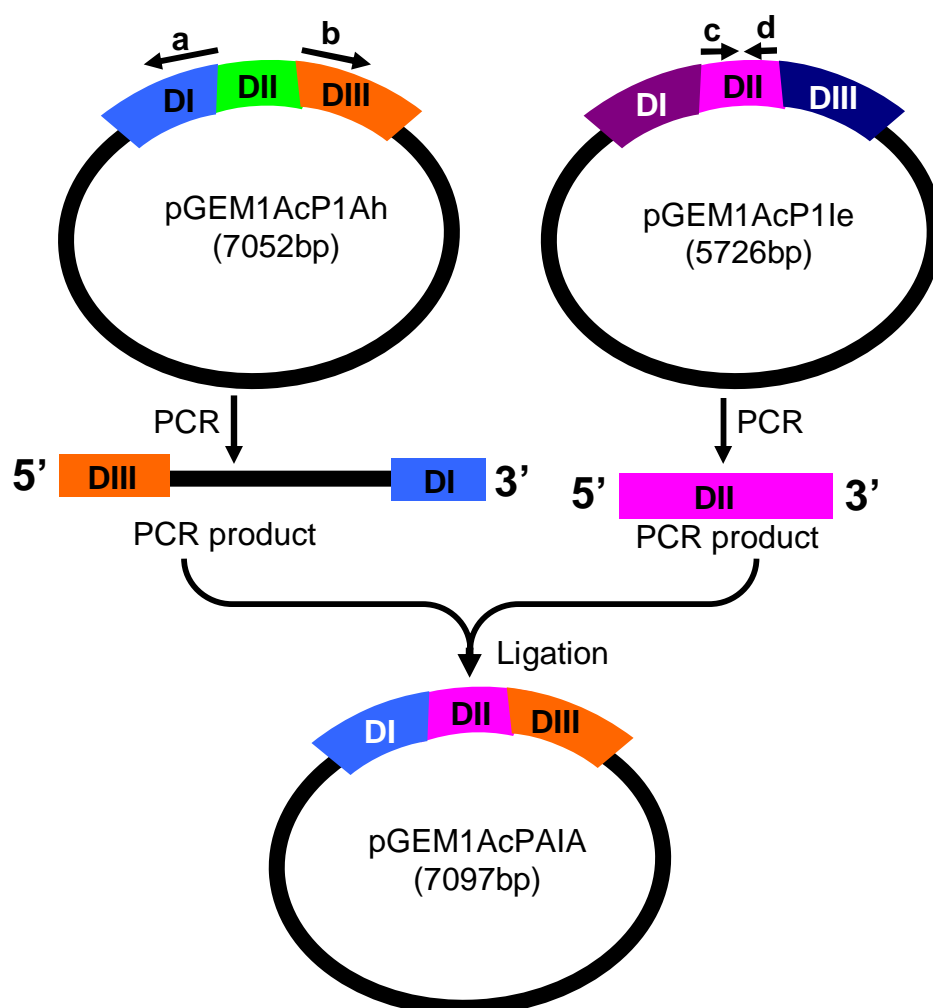 a b
DI DII DIII
pGEM1AcP1Ah
(7052bp)
c d
DI DII DIII
pGEM1AcP1Ie
(5726bp)
PCR
PCR
5’ DIII DI 3’
PCR product
5’ DII 3’
PCR product
Ligation
DI DII DIII
pGEM1AcPAIA
(7097bp)